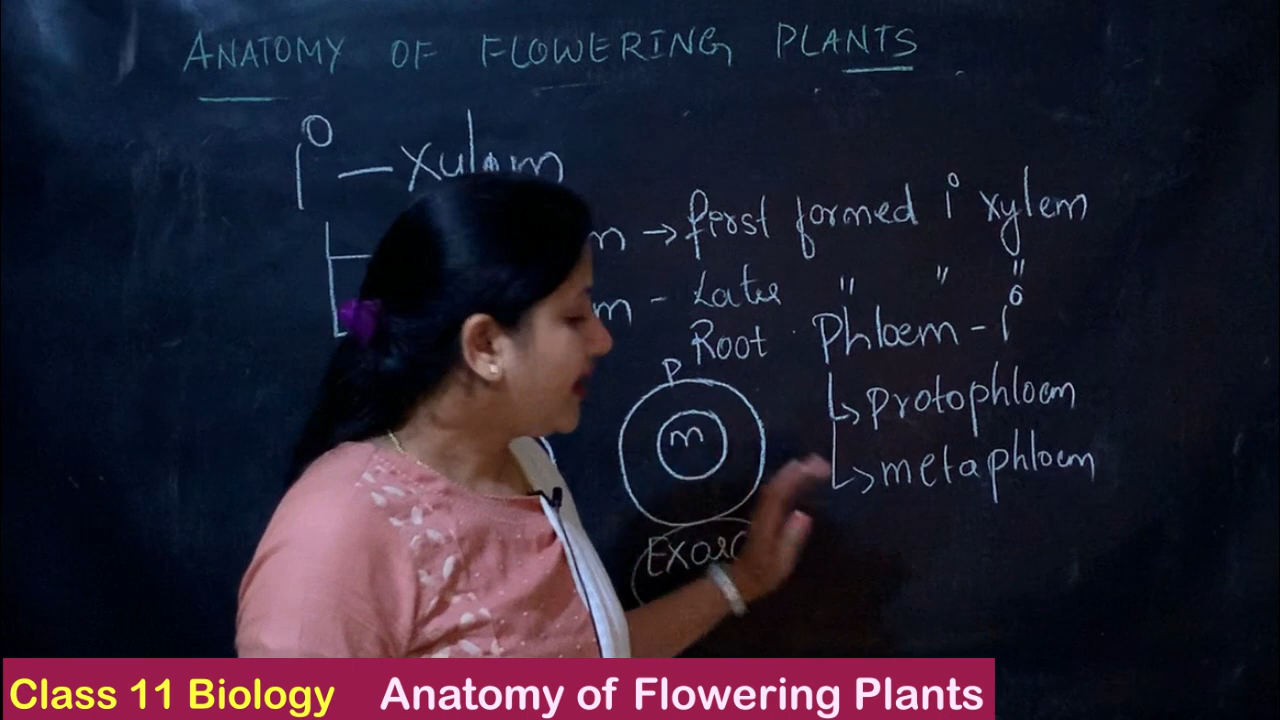 ANATOMY OF FLOWERING PLANTS
1° – Xylem
→ first formed 1° xylem
- Later " " "
Root
Phloem - 1°
protophloem
metaphloem
P
m
Class 11 Biology Anatomy of Flowering Plants